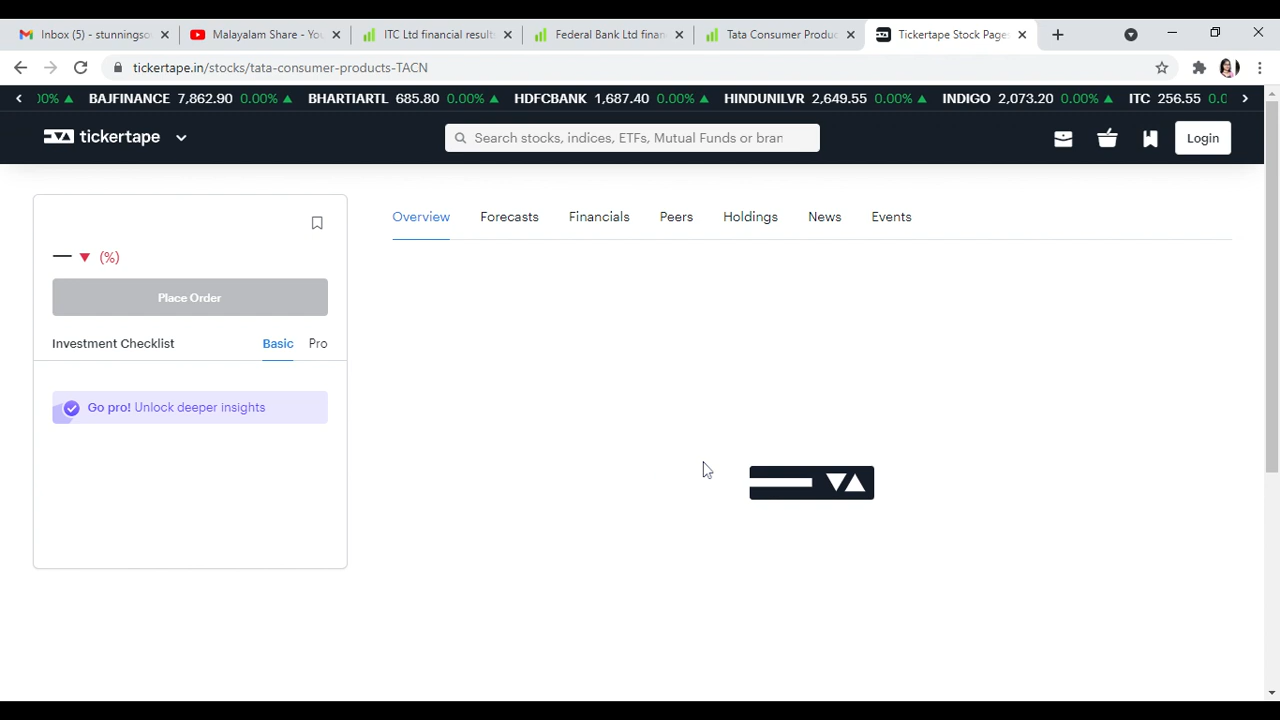 Inbox (5) - stunningso
Malayalam Share - You
ITC Ltd financial results
Federal Bank Ltd finan
Tata Consumer Produc
Tickertape Stock Page
tickertape.in/stocks/tata-consumer-products-TACN
00% BAJFINANCE 7,862.90 0.00% BHARTIARTL 685.80 0.00% HDFCBANK 1,687.40 0.00% HINDUNILVR 2,649.55 0.00% INDIGO 2,073.20 0.00% ITC 256.55 0.0
tickertape
Search stocks, indices, ETFs, Mutual Funds or bran
Login
Overview Forecasts Financials Peers Holdings News Events
— (%)
Place Order
Investment Checklist Basic Pro
Go pro! Unlock deeper insights